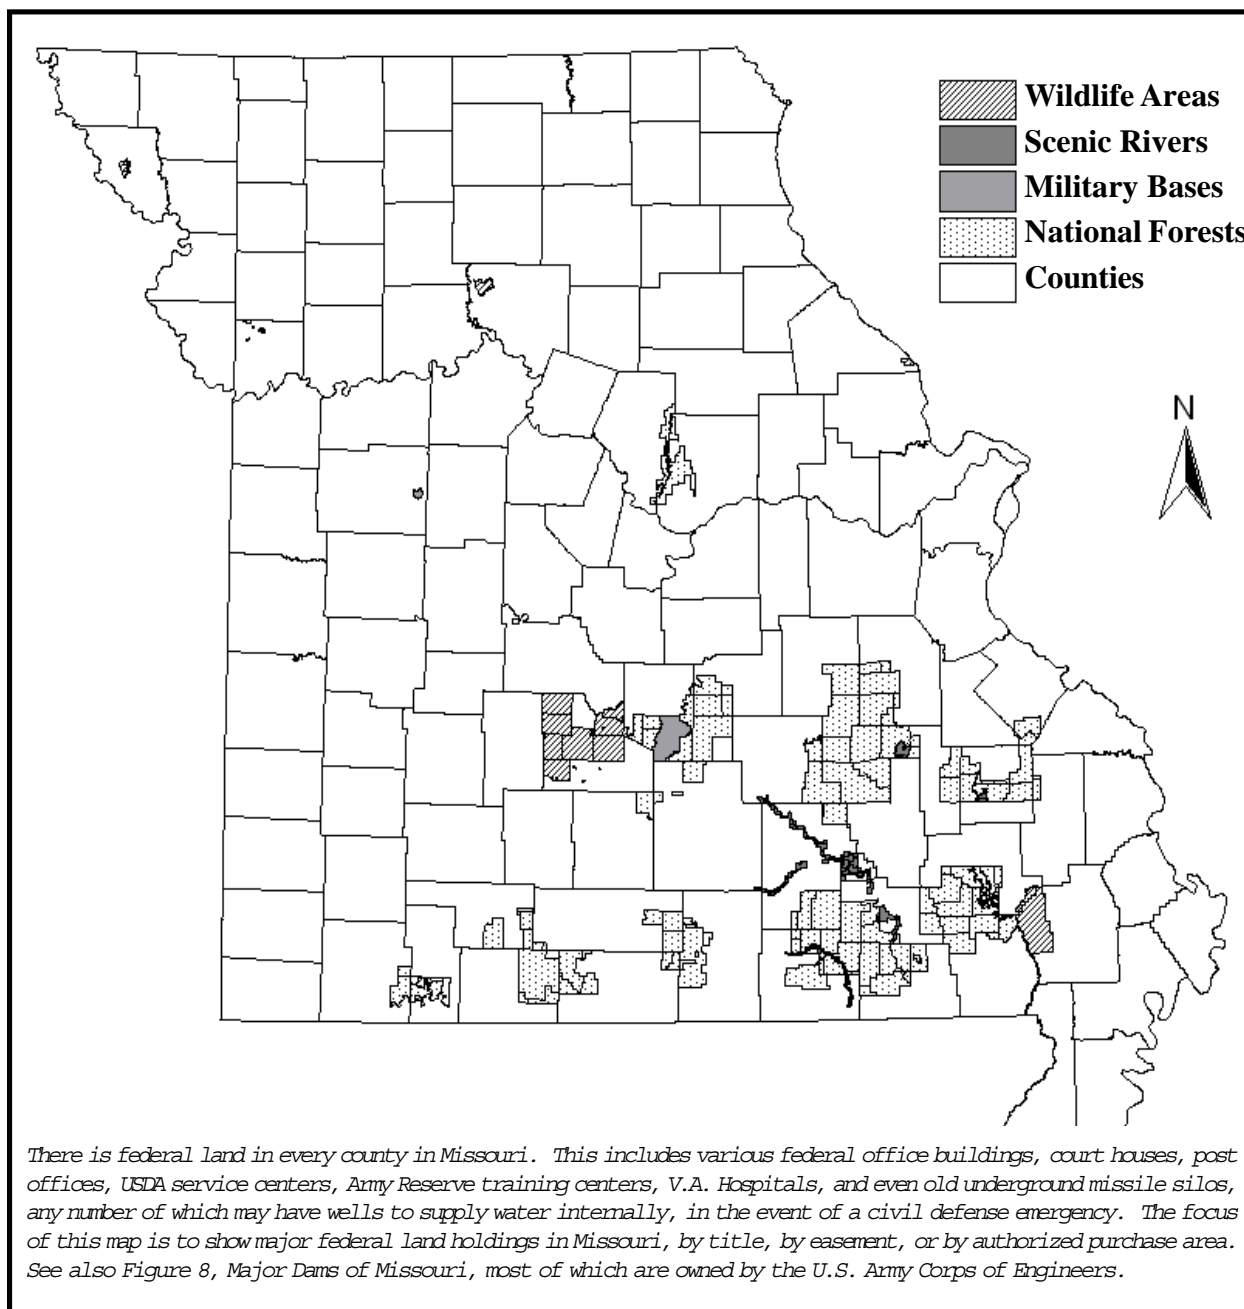 Wildlife Areas
Scenic Rivers
Military Bases
National Forests
Counties
N
There is federal land in every county in Missouri.  This includes various federal office buildings, court houses, post
offices, USDA service centers, Army Reserve training centers, V.A. Hospitals, and even old underground missile silos,
any number of which may have wells to supply water internally, in the event of a civil defense emergency.  The focus
of this map is to show major federal land holdings in Missouri, by title, by easement, or by authorized purchase area.
See also Figure 8, Major Dams of Missouri, most of which are owned by the U.S. Army Corps of Engineers.